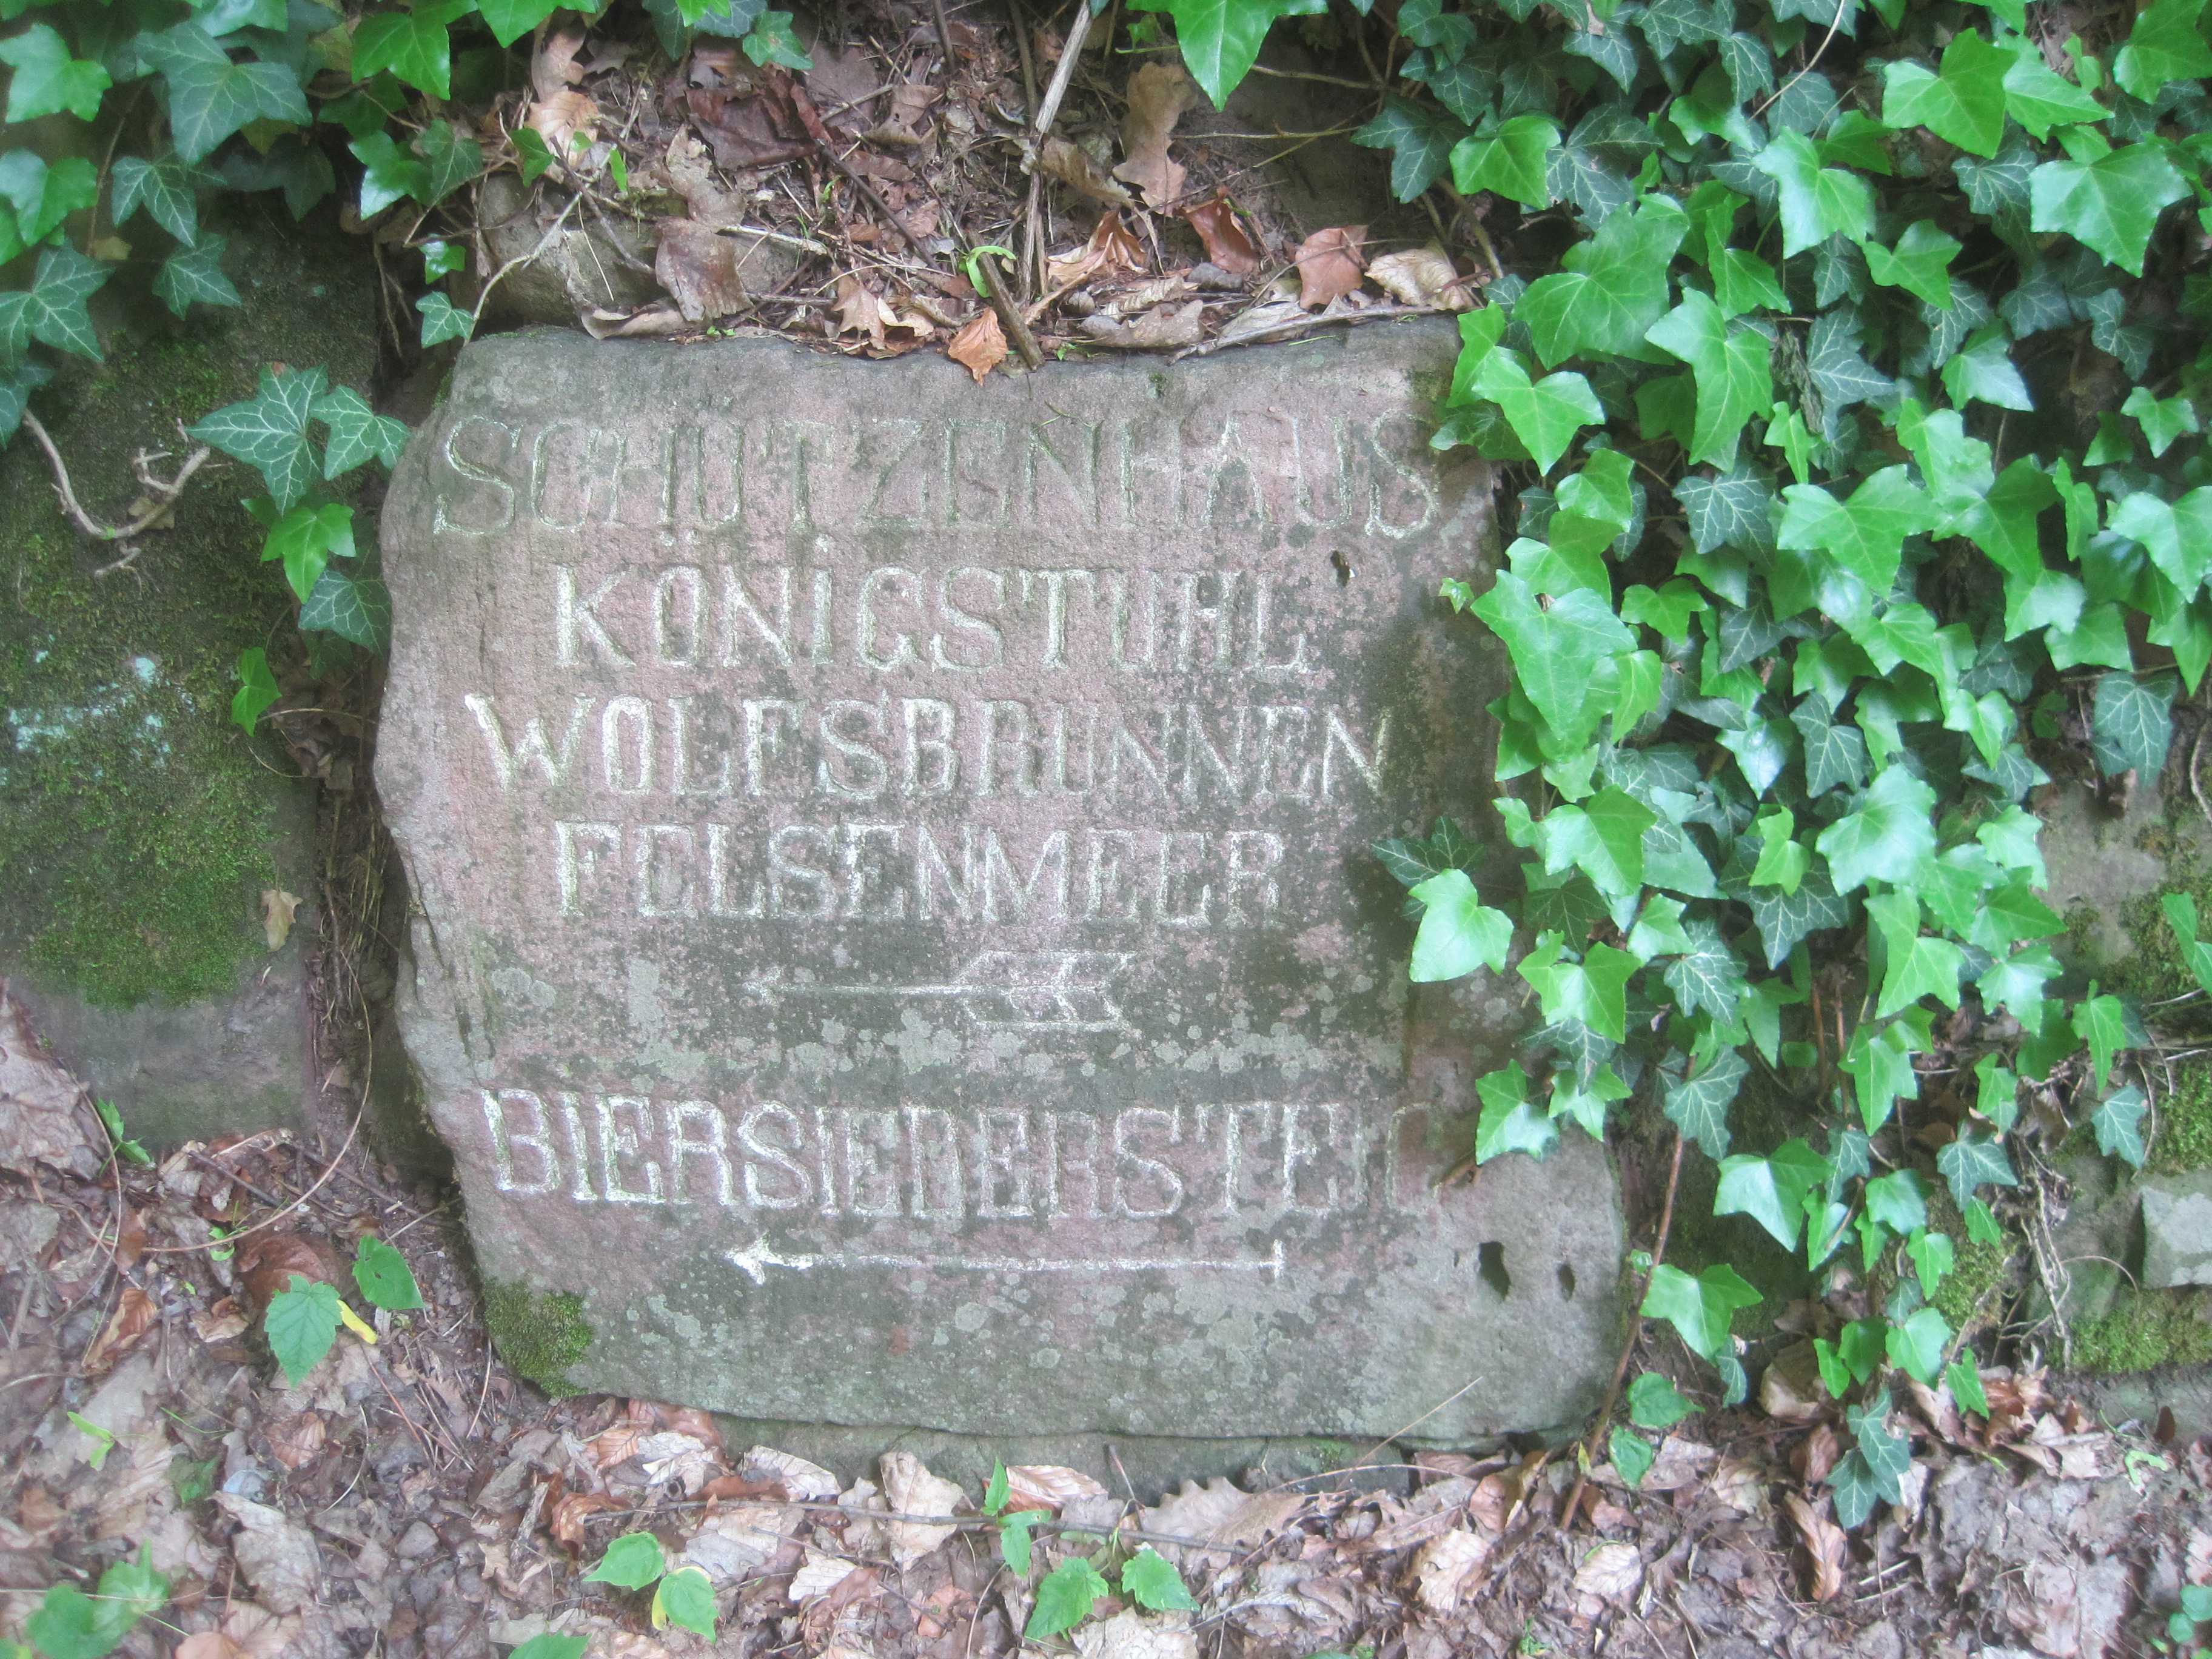 SCHÜTZENHAUS
KÖNIGSTUHL
WOLFSBRUNNEN
FELSENMEER
BIERSIEDERSTEIG